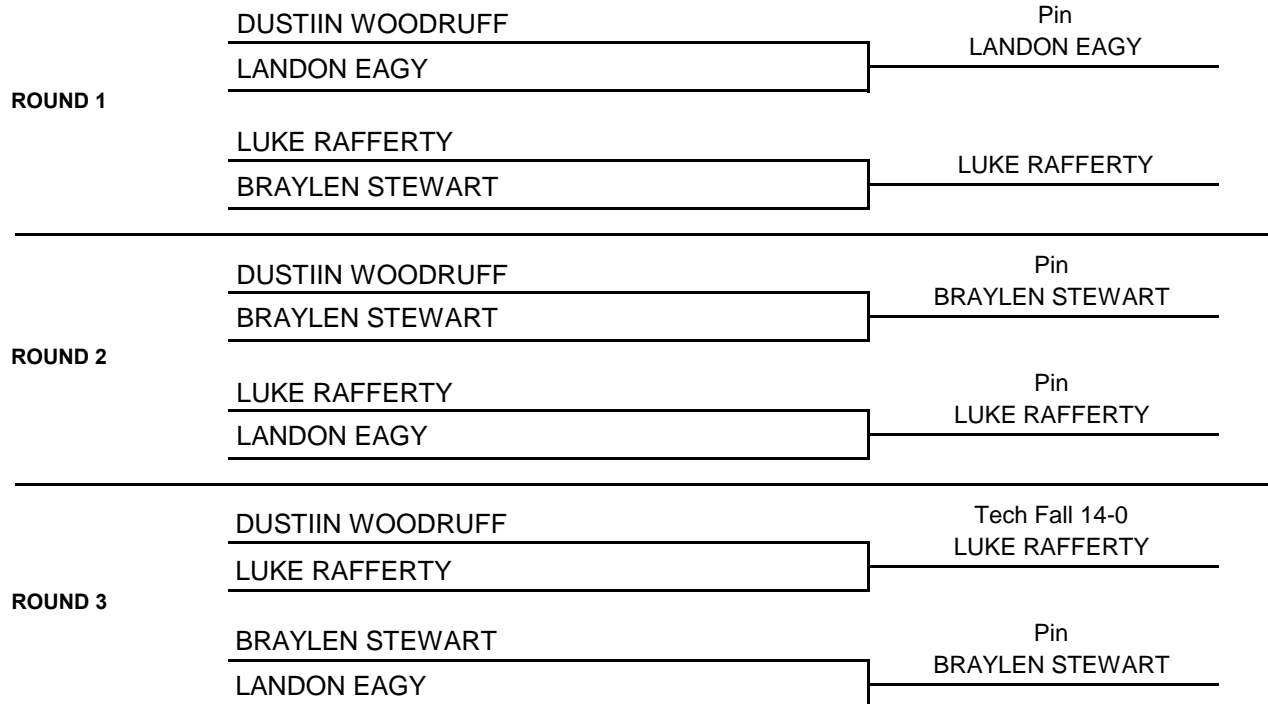 DUSTIIN WOODRUFF
Pin
LANDON EAGY
LANDON EAGY
ROUND 1
LUKE RAFFERTY
LUKE RAFFERTY
BRAYLEN STEWART
DUSTIIN WOODRUFF
Pin
BRAYLEN STEWART
BRAYLEN STEWART
ROUND 2
LUKE RAFFERTY
Pin
LUKE RAFFERTY
LANDON EAGY
DUSTIIN WOODRUFF
Tech Fall 14-0
LUKE RAFFERTY
LUKE RAFFERTY
ROUND 3
BRAYLEN STEWART
Pin
BRAYLEN STEWART
LANDON EAGY